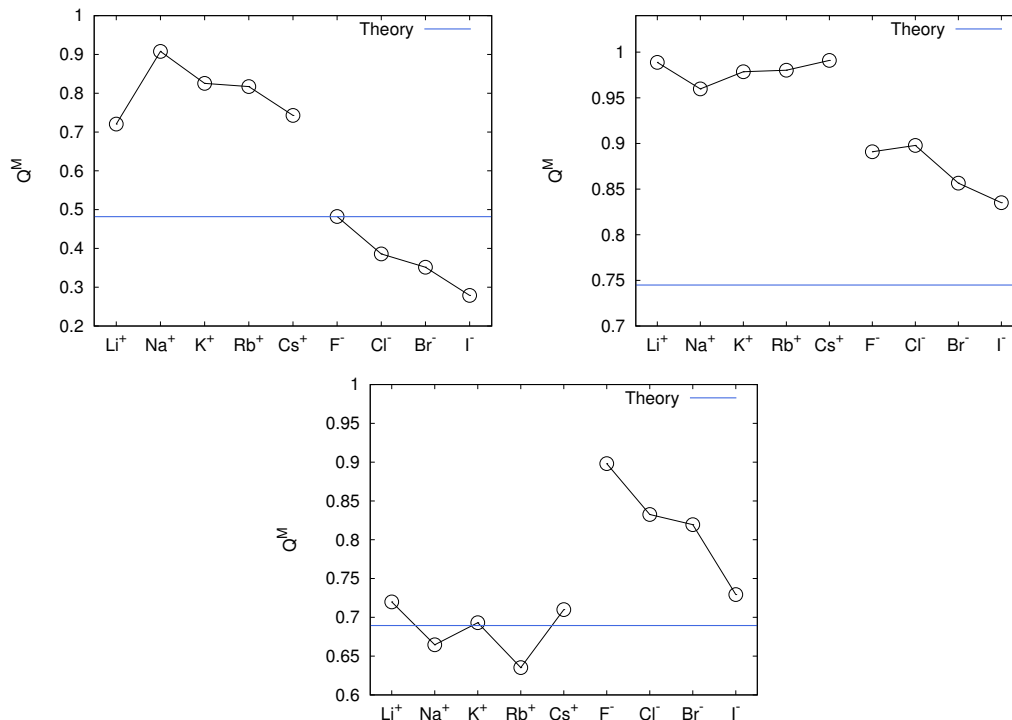 1
0.9
0.8
0.7
0.6
0.5
0.4
0.3
0.2
Q^M
Theory
Li⁺ Na⁺ K⁺ Rb⁺ Cs⁺ F⁻ Cl⁻ Br⁻ I⁻
1
0.95
0.9
0.85
0.8
0.75
0.7
Q^M
Theory
Li⁺ Na⁺ K⁺ Rb⁺ Cs⁺ F⁻ Cl⁻ Br⁻ I⁻
1
0.95
0.9
0.85
0.8
0.75
0.7
0.65
0.6
Q^M
Theory
Li⁺ Na⁺ K⁺ Rb⁺ Cs⁺ F⁻ Cl⁻ Br⁻ I⁻